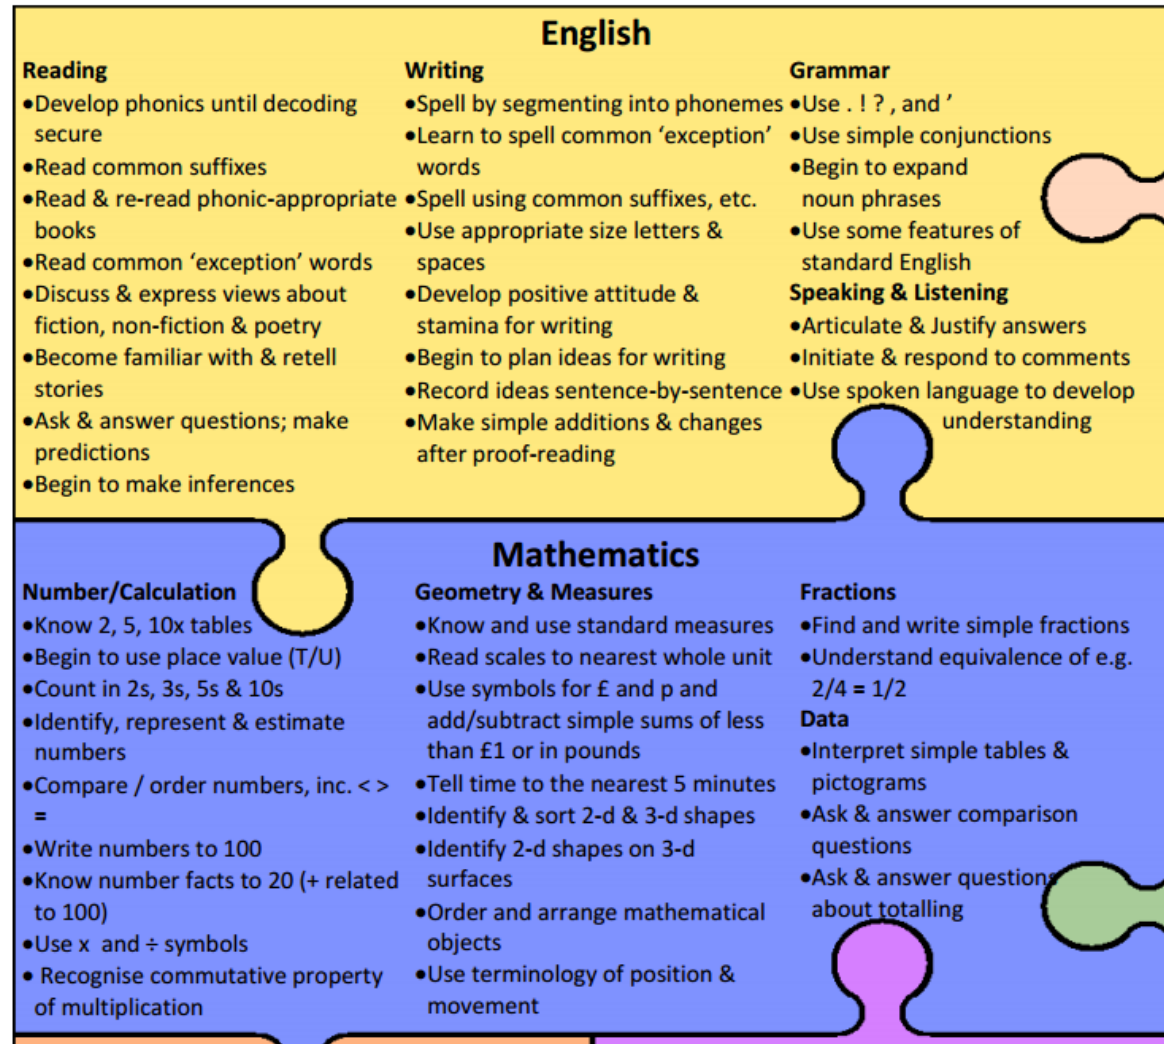 English
Reading
•Develop phonics until decoding
secure
•Read common suffixes
•Read & re-read phonic-appropriate
books
•Read common ‘exception’ words
•Discuss & express views about
fiction, non-fiction & poetry
•Become familiar with & retell
stories
•Ask & answer questions; make
predictions
•Begin to make inferences
Writing
•Spell by segmenting into phonemes
•Learn to spell common ‘exception’
words
•Spell using common suffixes, etc.
•Use appropriate size letters &
spaces
•Develop positive attitude &
stamina for writing
•Begin to plan ideas for writing
•Record ideas sentence-by-sentence
•Make simple additions & changes
after proof-reading
Grammar
•Use . ! ? , and ’
•Use simple conjunctions
•Begin to expand
noun phrases
•Use some features of
standard English
Speaking & Listening
•Articulate & Justify answers
•Initiate & respond to comments
•Use spoken language to develop
understanding
Mathematics
Number/Calculation
•Know 2, 5, 10x tables
•Begin to use place value (T/U)
•Count in 2s, 3s, 5s & 10s
•Identify, represent & estimate
numbers
•Compare / order numbers, inc. < >
=
•Write numbers to 100
•Know number facts to 20 (+ related
to 100)
•Use x and ÷ symbols
• Recognise commutative property
of multiplication
Geometry & Measures
•Know and use standard measures
•Read scales to nearest whole unit
•Use symbols for £ and p and
add/subtract simple sums of less
than £1 or in pounds
•Tell time to the nearest 5 minutes
•Identify & sort 2-d & 3-d shapes
•Identify 2-d shapes on 3-d
surfaces
•Order and arrange mathematical
objects
•Use terminology of position &
movement
Fractions
•Find and write simple fractions
•Understand equivalence of e.g.
2/4 = 1/2
Data
•Interpret simple tables &
pictograms
•Ask & answer comparison
questions
•Ask & answer questions
about totalling